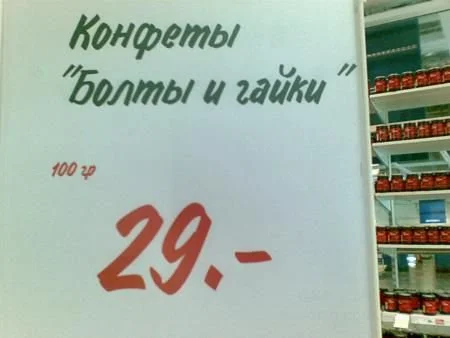 Конфеты
"Болты и гайки"
100 гр
29.-